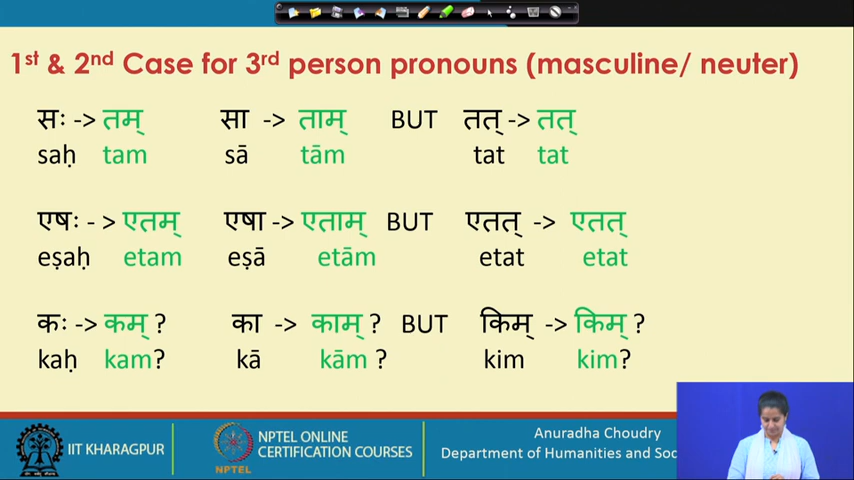 1st & 2nd Case for 3rd person pronouns (masculine/ neuter)
सः -> तम् सा -> ताम् BUT तत् -> तत्
saḥ tam sā tām tat tat
एषः - > एतम् एषा -> एताम् BUT एतत् -> एतत्
eṣaḥ etam eṣā etām etat etat
कः -> कम् ? का -> काम् ? BUT किम् -> किम् ?
kaḥ kam? kā kām ? kim kim?
IIT KHARAGPUR
NPTEL
NPTEL ONLINE
CERTIFICATION COURSES
Anuradha Choudry
Department of Humanities and Soc